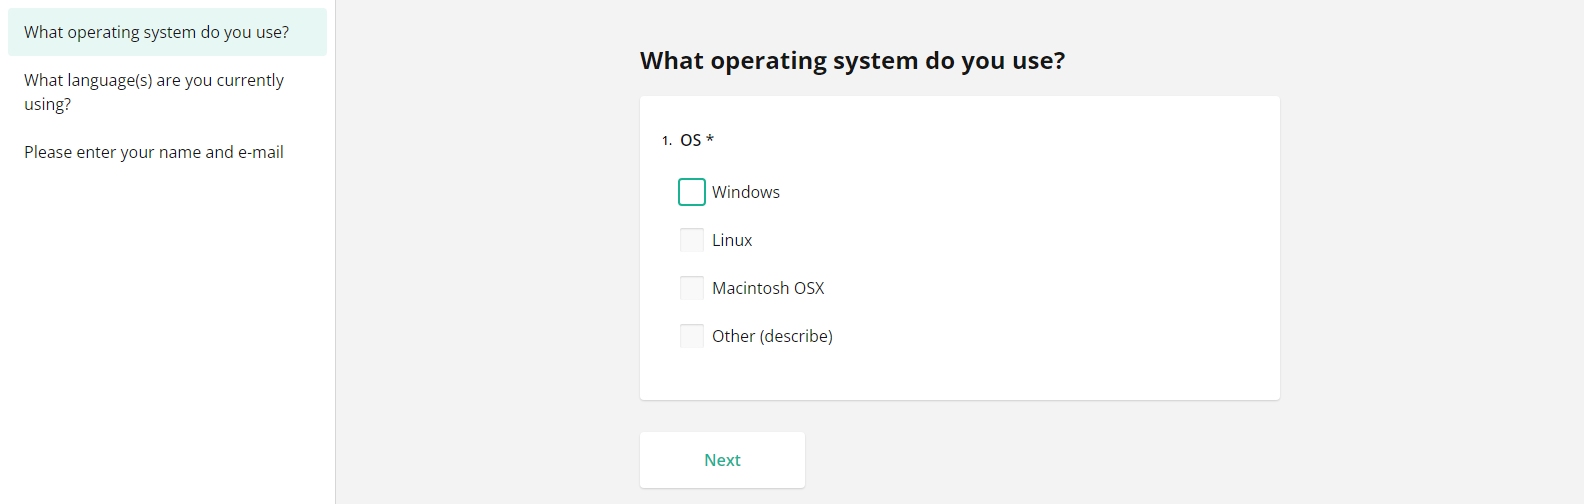 What operating system do you use?
What language(s) are you currently
using?
Please enter your name and e-mail
What operating system do you use?
1. OS *
Windows
Linux
Macintosh OSX
Other (describe)
Next